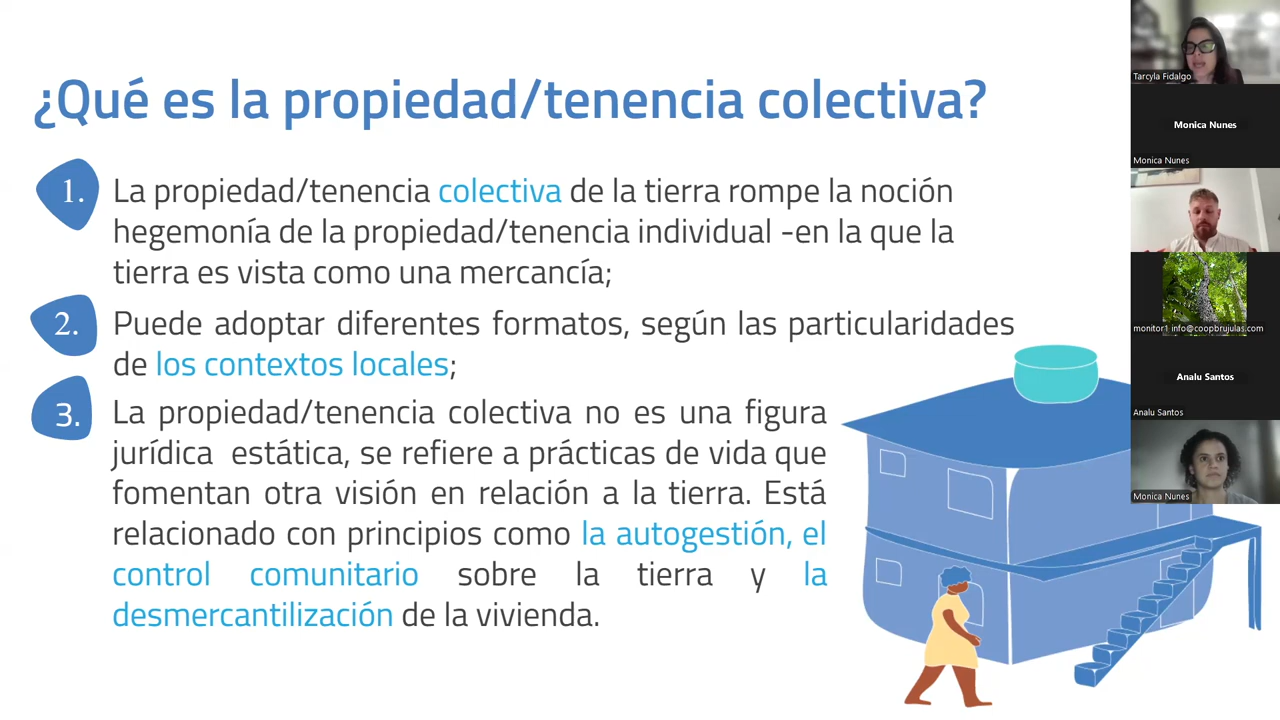 ¿Qué es la propiedad/tenencia colectiva?
1. La propiedad/tenencia colectiva de la tierra rompe la noción
hegemonía de la propiedad/tenencia individual -en la que la
tierra es vista como una mercancía;
2. Puede adoptar diferentes formatos, según las particularidades
de los contextos locales;
3. La propiedad/tenencia colectiva no es una figura
jurídica estática, se refiere a prácticas de vida que
fomentan otra visión en relación a la tierra. Está
relacionado con principios como la autogestión, el
control comunitario sobre la tierra y la
desmercantilización de la vivienda.
Tarcyla Fidalgo
Monica Nunes
Monica Nunes
monitor1 info@coopbrujulas.com
Analu Santos
Analu Santos
Monica Nunes